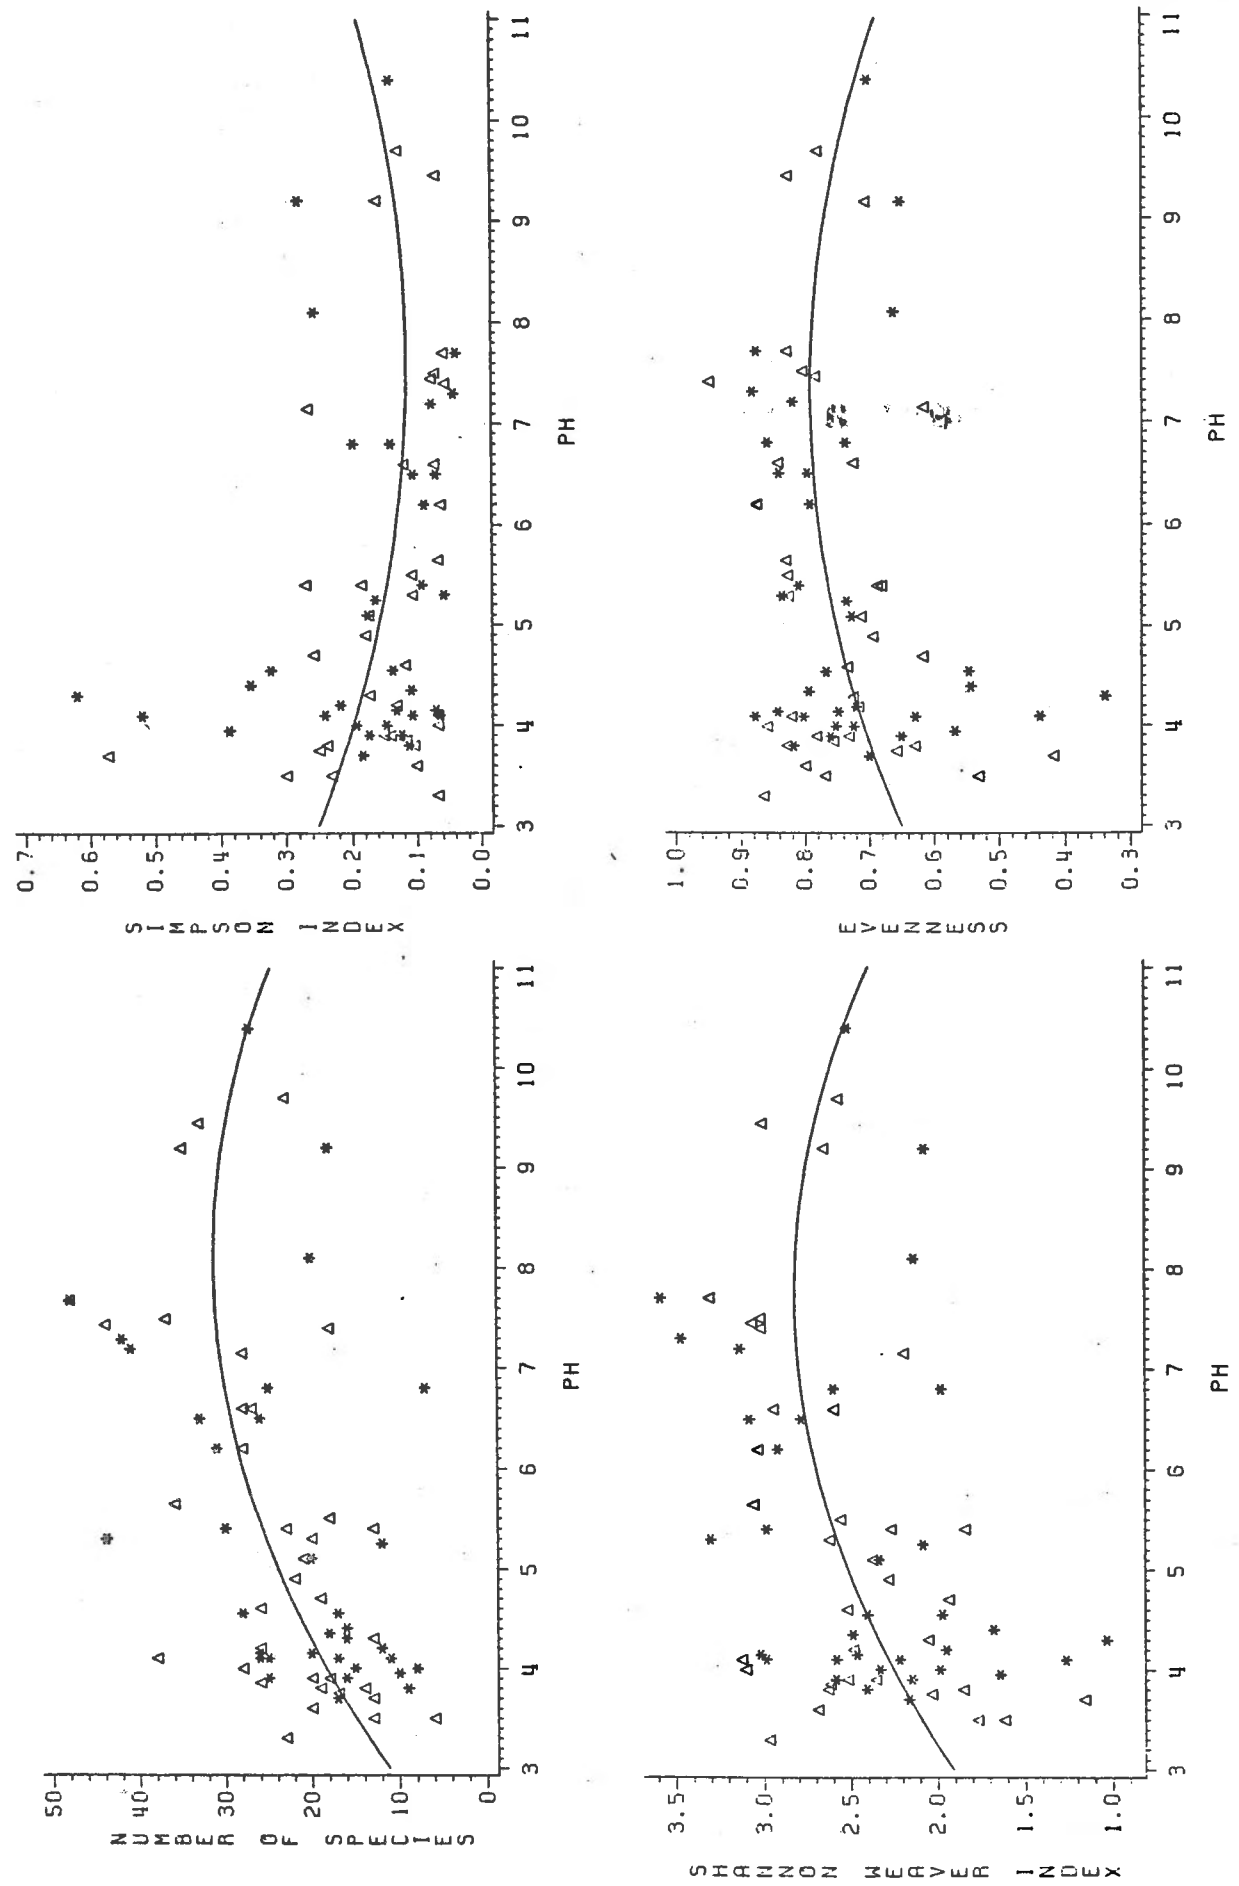 0.7
0.6
0.5
0.4
0.3
0.2
0.1
0.0
SIMPSON INDEX
3 4 5 6 7 8 9 10 11
PH
1.0
0.9
0.8
0.7
0.6
0.5
0.4
0.3
EVENNESS
3 4 5 6 7 8 9 10 11
PH
50
40
30
20
10
0
NUMBER OF SPECIES
3 4 5 6 7 8 9 10 11
PH
3.5
3.0
2.5
2.0
1.5
1.0
SHANNON WEAVER INDEX
3 4 5 6 7 8 9 10 11
PH